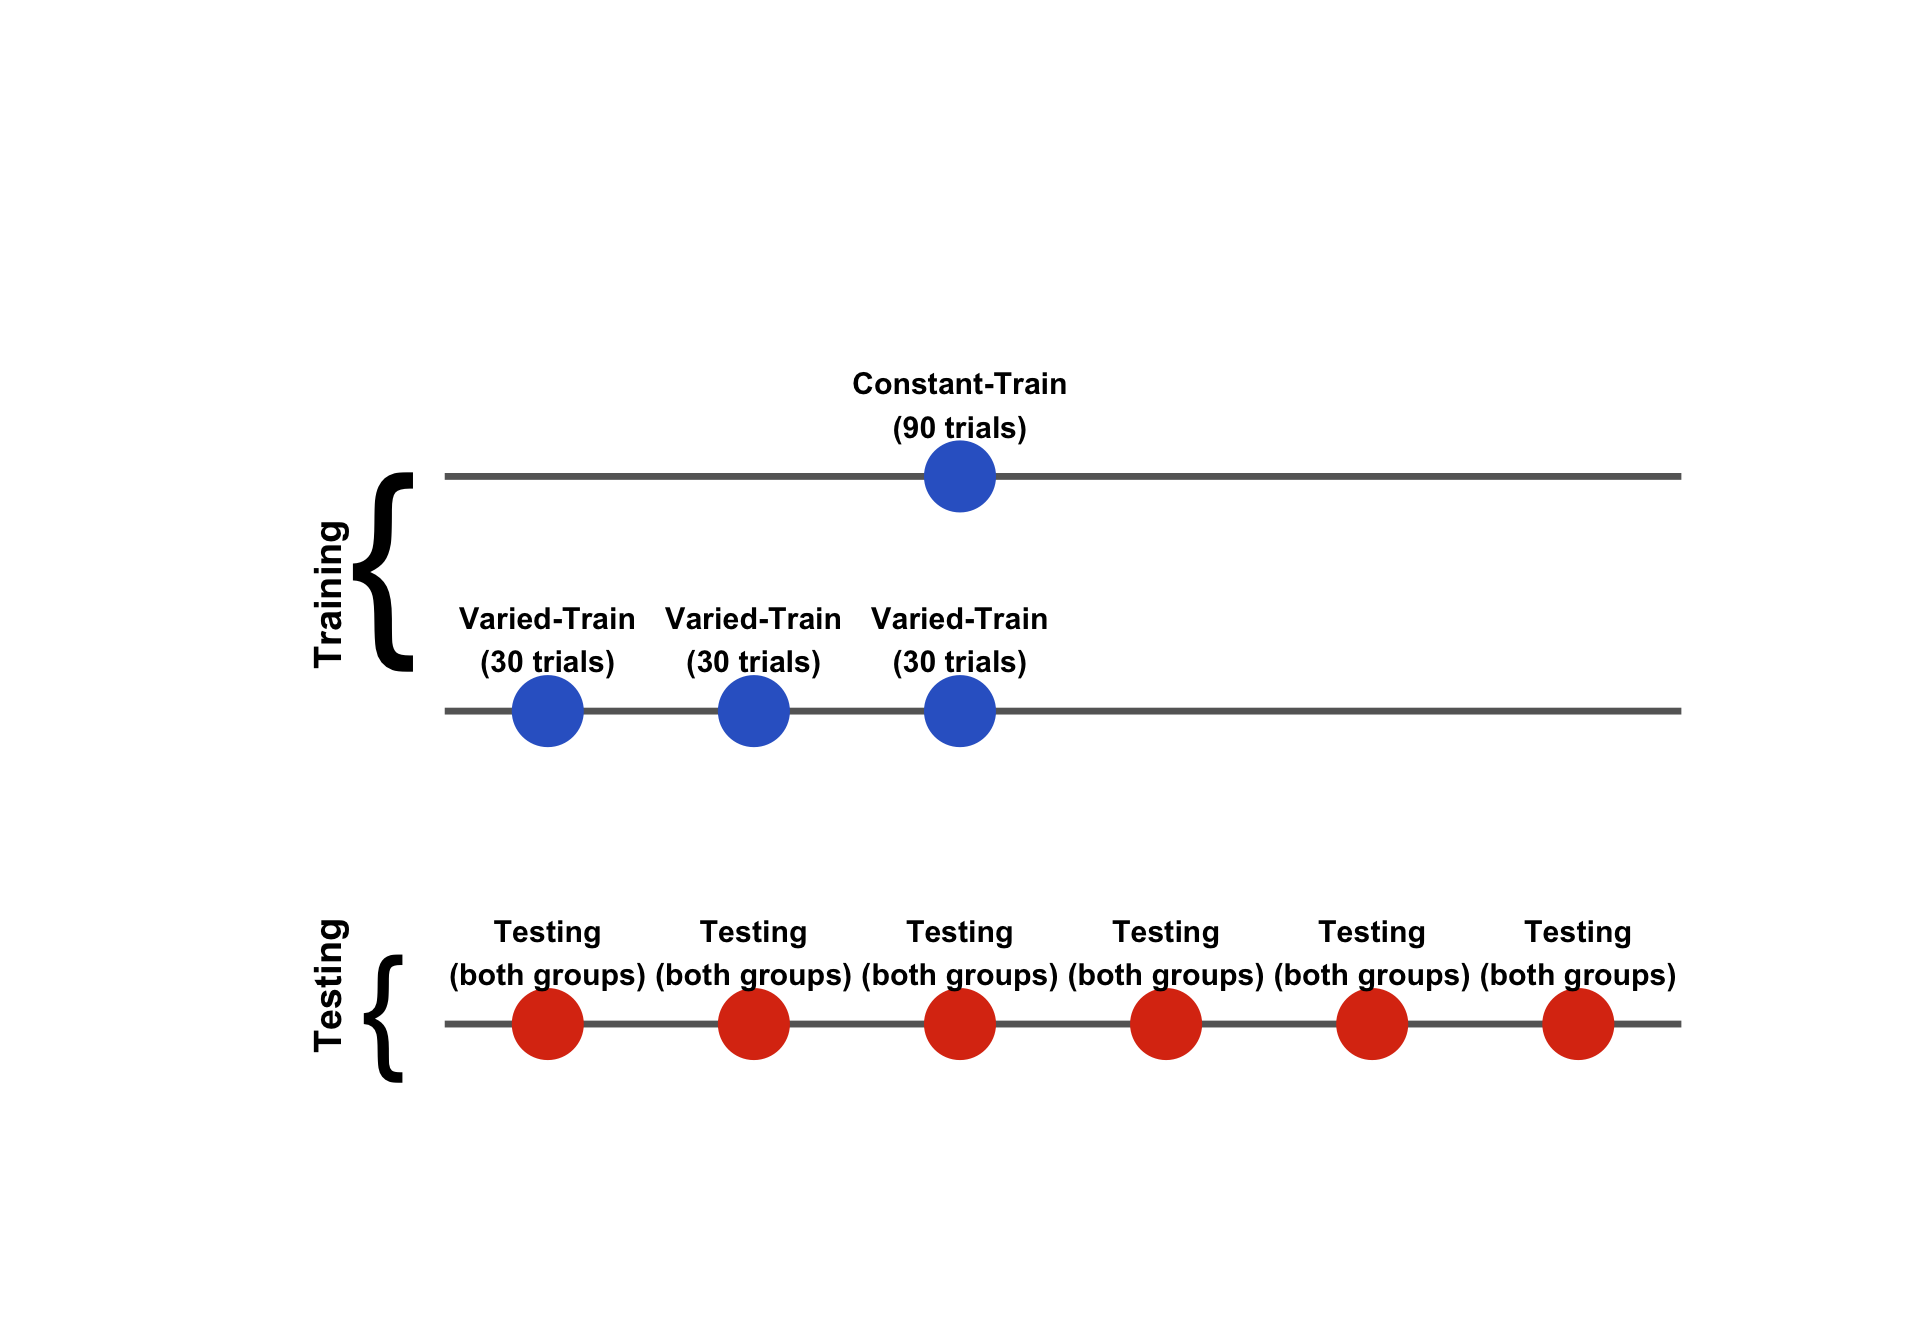 Constant-Train
(90 trials)
Training
{
Varied-Train Varied-Train Varied-Train
(30 trials) (30 trials) (30 trials)
Testing
{
Testing Testing Testing Testing Testing Testing
(both groups) (both groups) (both groups) (both groups) (both groups) (both groups)